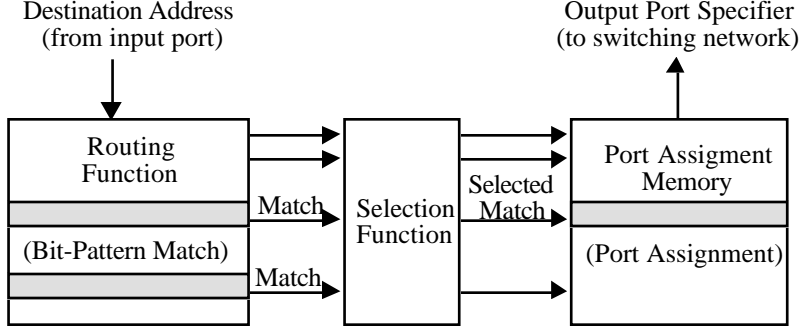 Destination Address
(from input port)
Output Port Specifier
(to switching network)
Routing
Function
Match
(Bit-Pattern Match)
Match
Selection
Function
Selected
Match
Port Assigment
Memory
(Port Assignment)